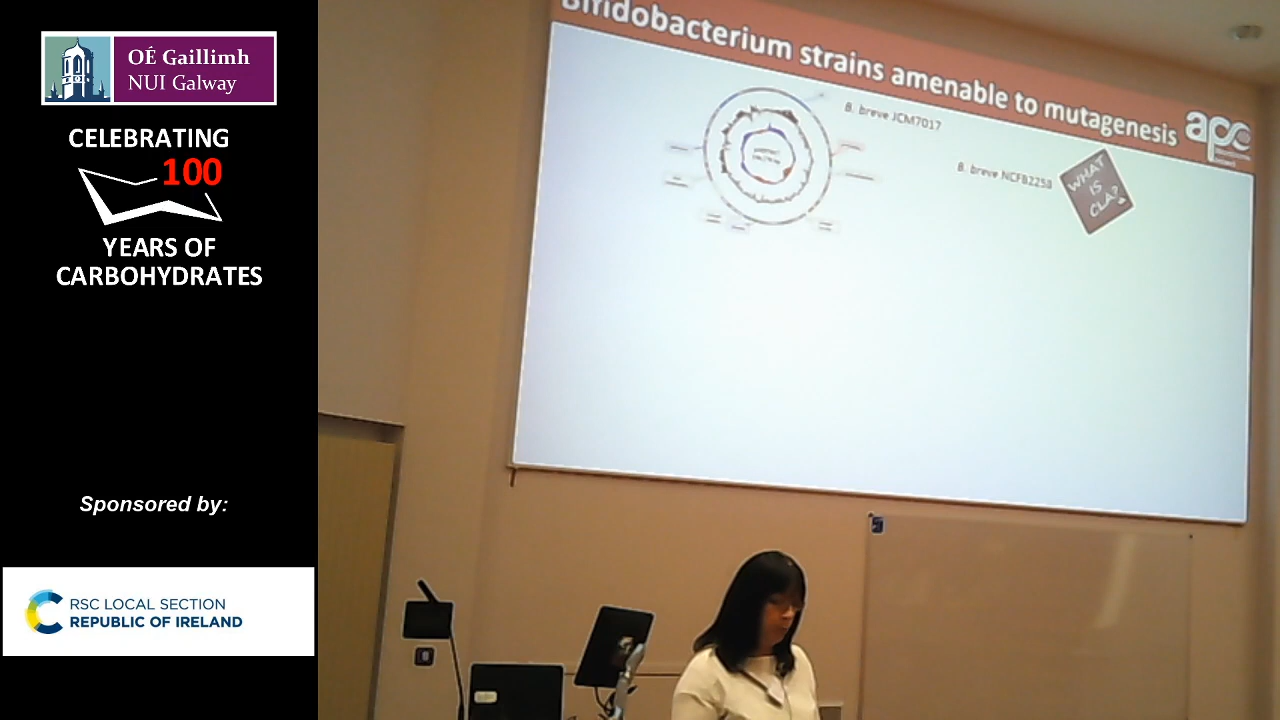 OÉ Gaillimh
NUI Galway
CELEBRATING
100
YEARS OF
CARBOHYDRATES
Sponsored by:
RSC LOCAL SECTION
REPUBLIC OF IRELAND
Bifidobacterium strains amenable to mutagenesis
apc
B. breve JCM7017
B. breve NCFB2258
WHAT
IS
CLA?